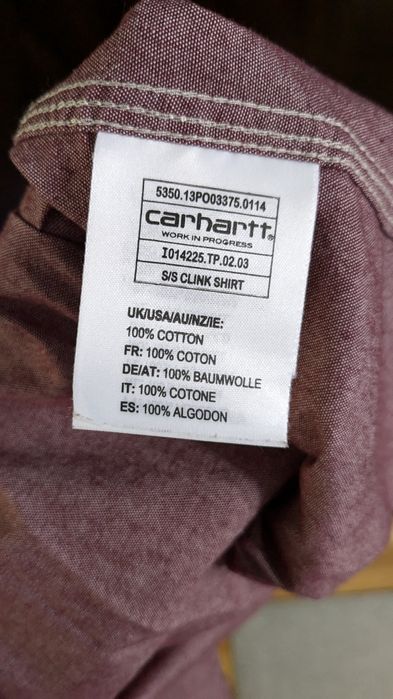 5350.13PO03375.0114
carhartt
WORK IN PROGRESS
I014225.TP.02.03
S/S CLINK SHIRT
UK/USA/AU/NZ/IE:
100% COTTON
FR: 100% COTON
DE/AT: 100% BAUMWOLLE
IT: 100% COTONE
ES: 100% ALGODON